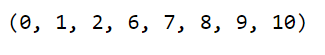 (0, 1, 2, 6, 7, 8, 9, 10)